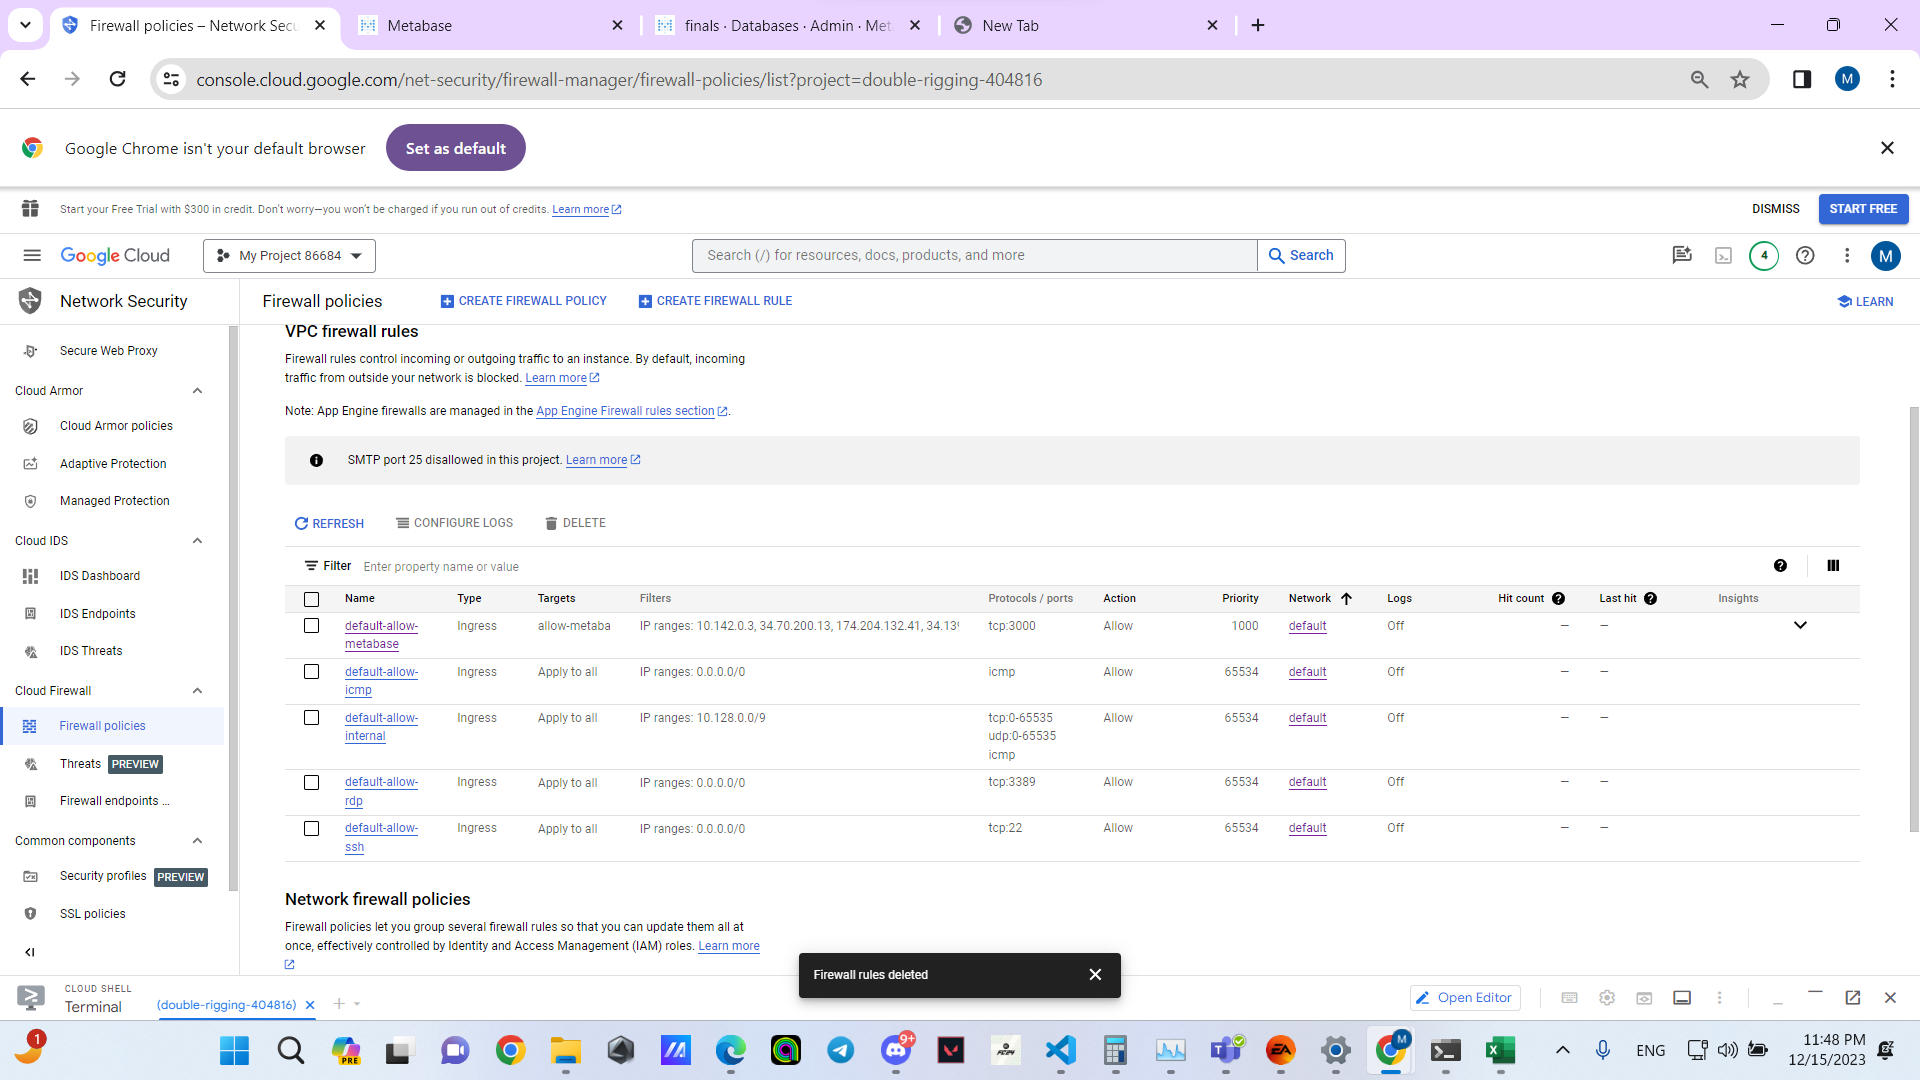 Firewall policies – Network Secu
Metabase
finals · Databases · Admin · Met
New Tab
console.cloud.google.com/net-security/firewall-manager/firewall-policies/list?project=double-rigging-404816
M
Google Chrome isn't your default browser
Set as default
Start your Free Trial with $300 in credit. Don't worry—you won't be charged if you run out of credits. Learn more
DISMISS
START FREE
Google Cloud
My Project 86684
Search (/) for resources, docs, products, and more
Search
4
M
Network Security
Firewall policies
CREATE FIREWALL POLICY
CREATE FIREWALL RULE
LEARN
Secure Web Proxy
Cloud Armor
Cloud Armor policies
Adaptive Protection
Managed Protection
Cloud IDS
IDS Dashboard
IDS Endpoints
IDS Threats
Cloud Firewall
Firewall policies
Threats PREVIEW
Firewall endpoints ...
Common components
Security profiles PREVIEW
SSL policies
VPC firewall rules
Firewall rules control incoming or outgoing traffic to an instance. By default, incoming
traffic from outside your network is blocked. Learn more
Note: App Engine firewalls are managed in the App Engine Firewall rules section.
SMTP port 25 disallowed in this project. Learn more
REFRESH
CONFIGURE LOGS
DELETE
Filter Enter property name or value
Name Type Targets Filters Protocols / ports Action Priority Network Logs Hit count Last hit Insights
default-allow-metabase Ingress allow-metaba IP ranges: 10.142.0.3, 34.70.200.13, 174.204.132.41, 34.139 tcp:3000 Allow 1000 default Off — —
default-allow-icmp Ingress Apply to all IP ranges: 0.0.0.0/0 icmp Allow 65534 default Off — —
default-allow-internal Ingress Apply to all IP ranges: 10.128.0.0/9 tcp:0-65535 udp:0-65535 icmp Allow 65534 default Off — —
default-allow-rdp Ingress Apply to all IP ranges: 0.0.0.0/0 tcp:3389 Allow 65534 default Off — —
default-allow-ssh Ingress Apply to all IP ranges: 0.0.0.0/0 tcp:22 Allow 65534 default Off — —
Network firewall policies
Firewall policies let you group several firewall rules so that you can update them all at
once, effectively controlled by Identity and Access Management (IAM) roles. Learn more
Firewall rules deleted
CLOUD SHELL
Terminal
(double-rigging-404816)
Open Editor
1
PRE
9+
FC24
EA
M
ENG
11:48 PM
12/15/2023